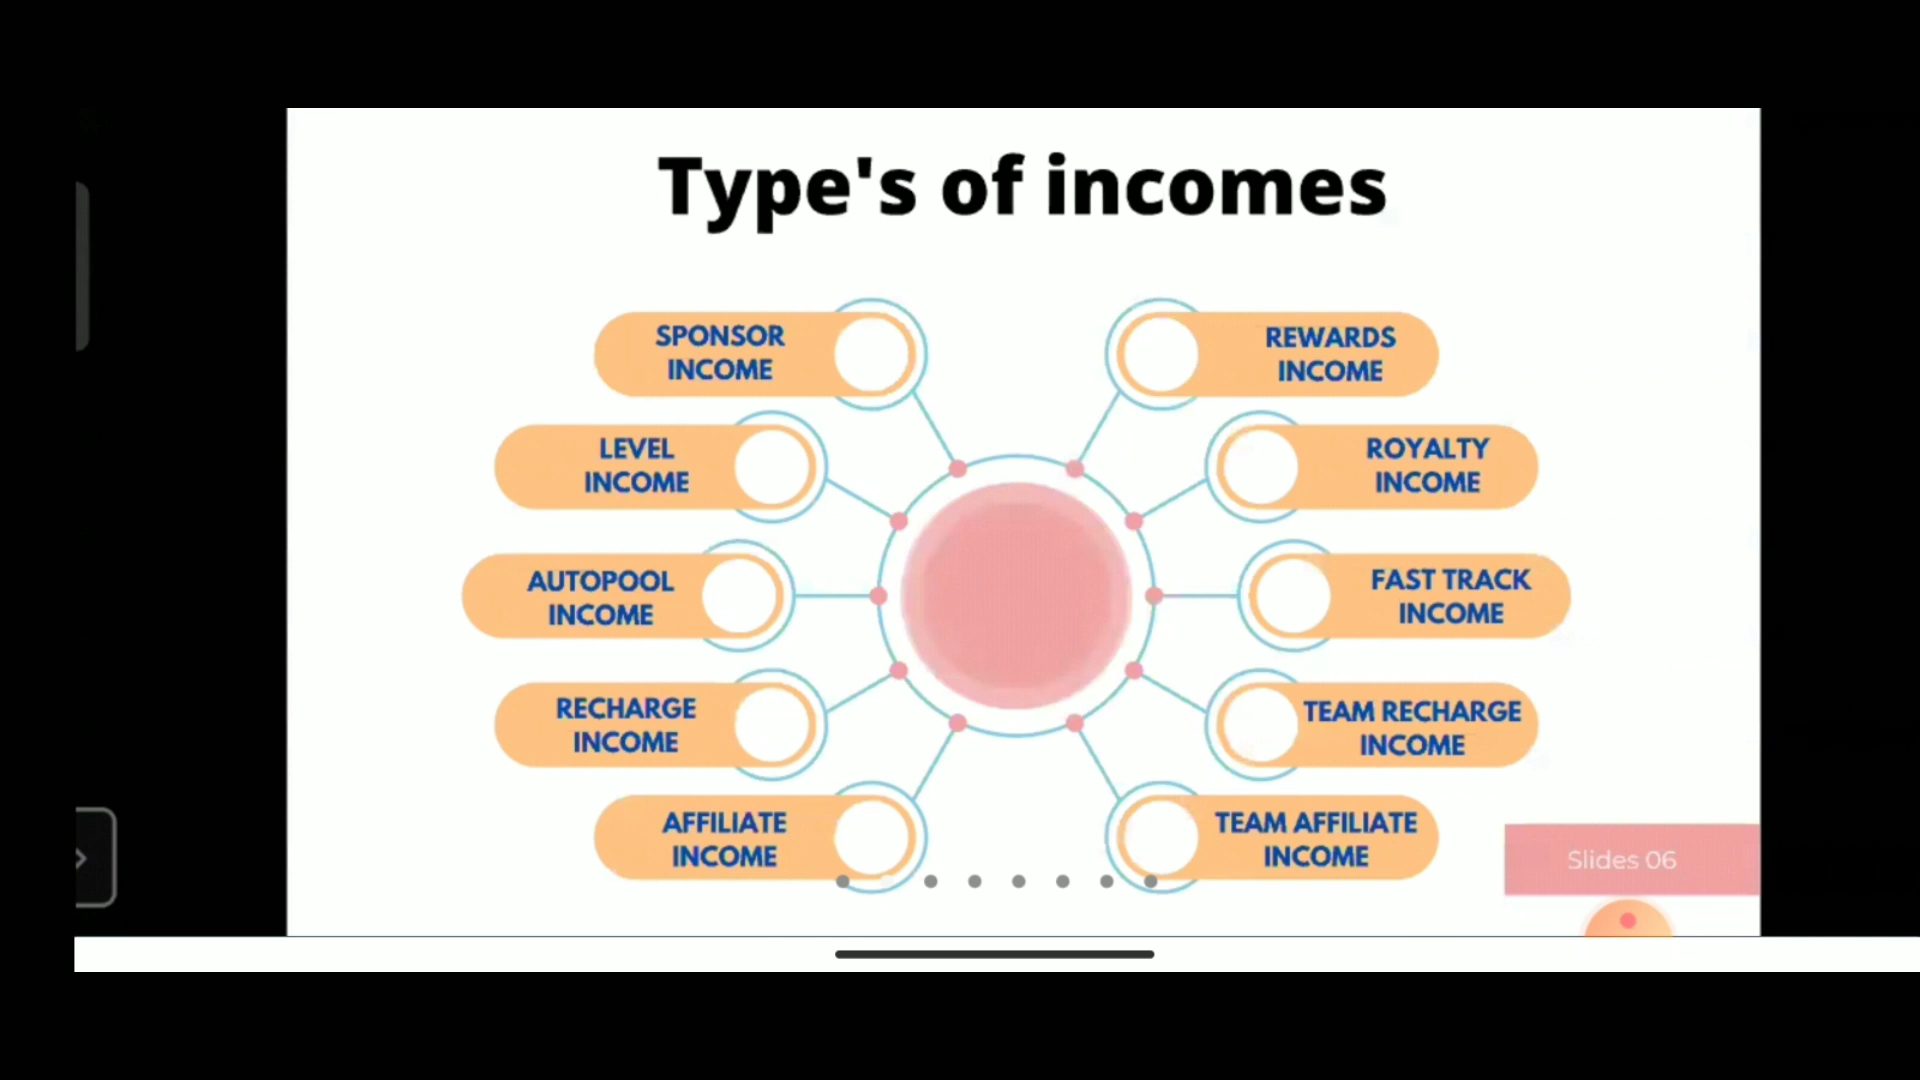 Type's of incomes
SPONSOR
INCOME
REWARDS
INCOME
LEVEL
INCOME
ROYALTY
INCOME
AUTOPOOL
INCOME
FAST TRACK
INCOME
RECHARGE
INCOME
TEAM RECHARGE
INCOME
AFFILIATE
INCOME
TEAM AFFILIATE
INCOME
Slides 06